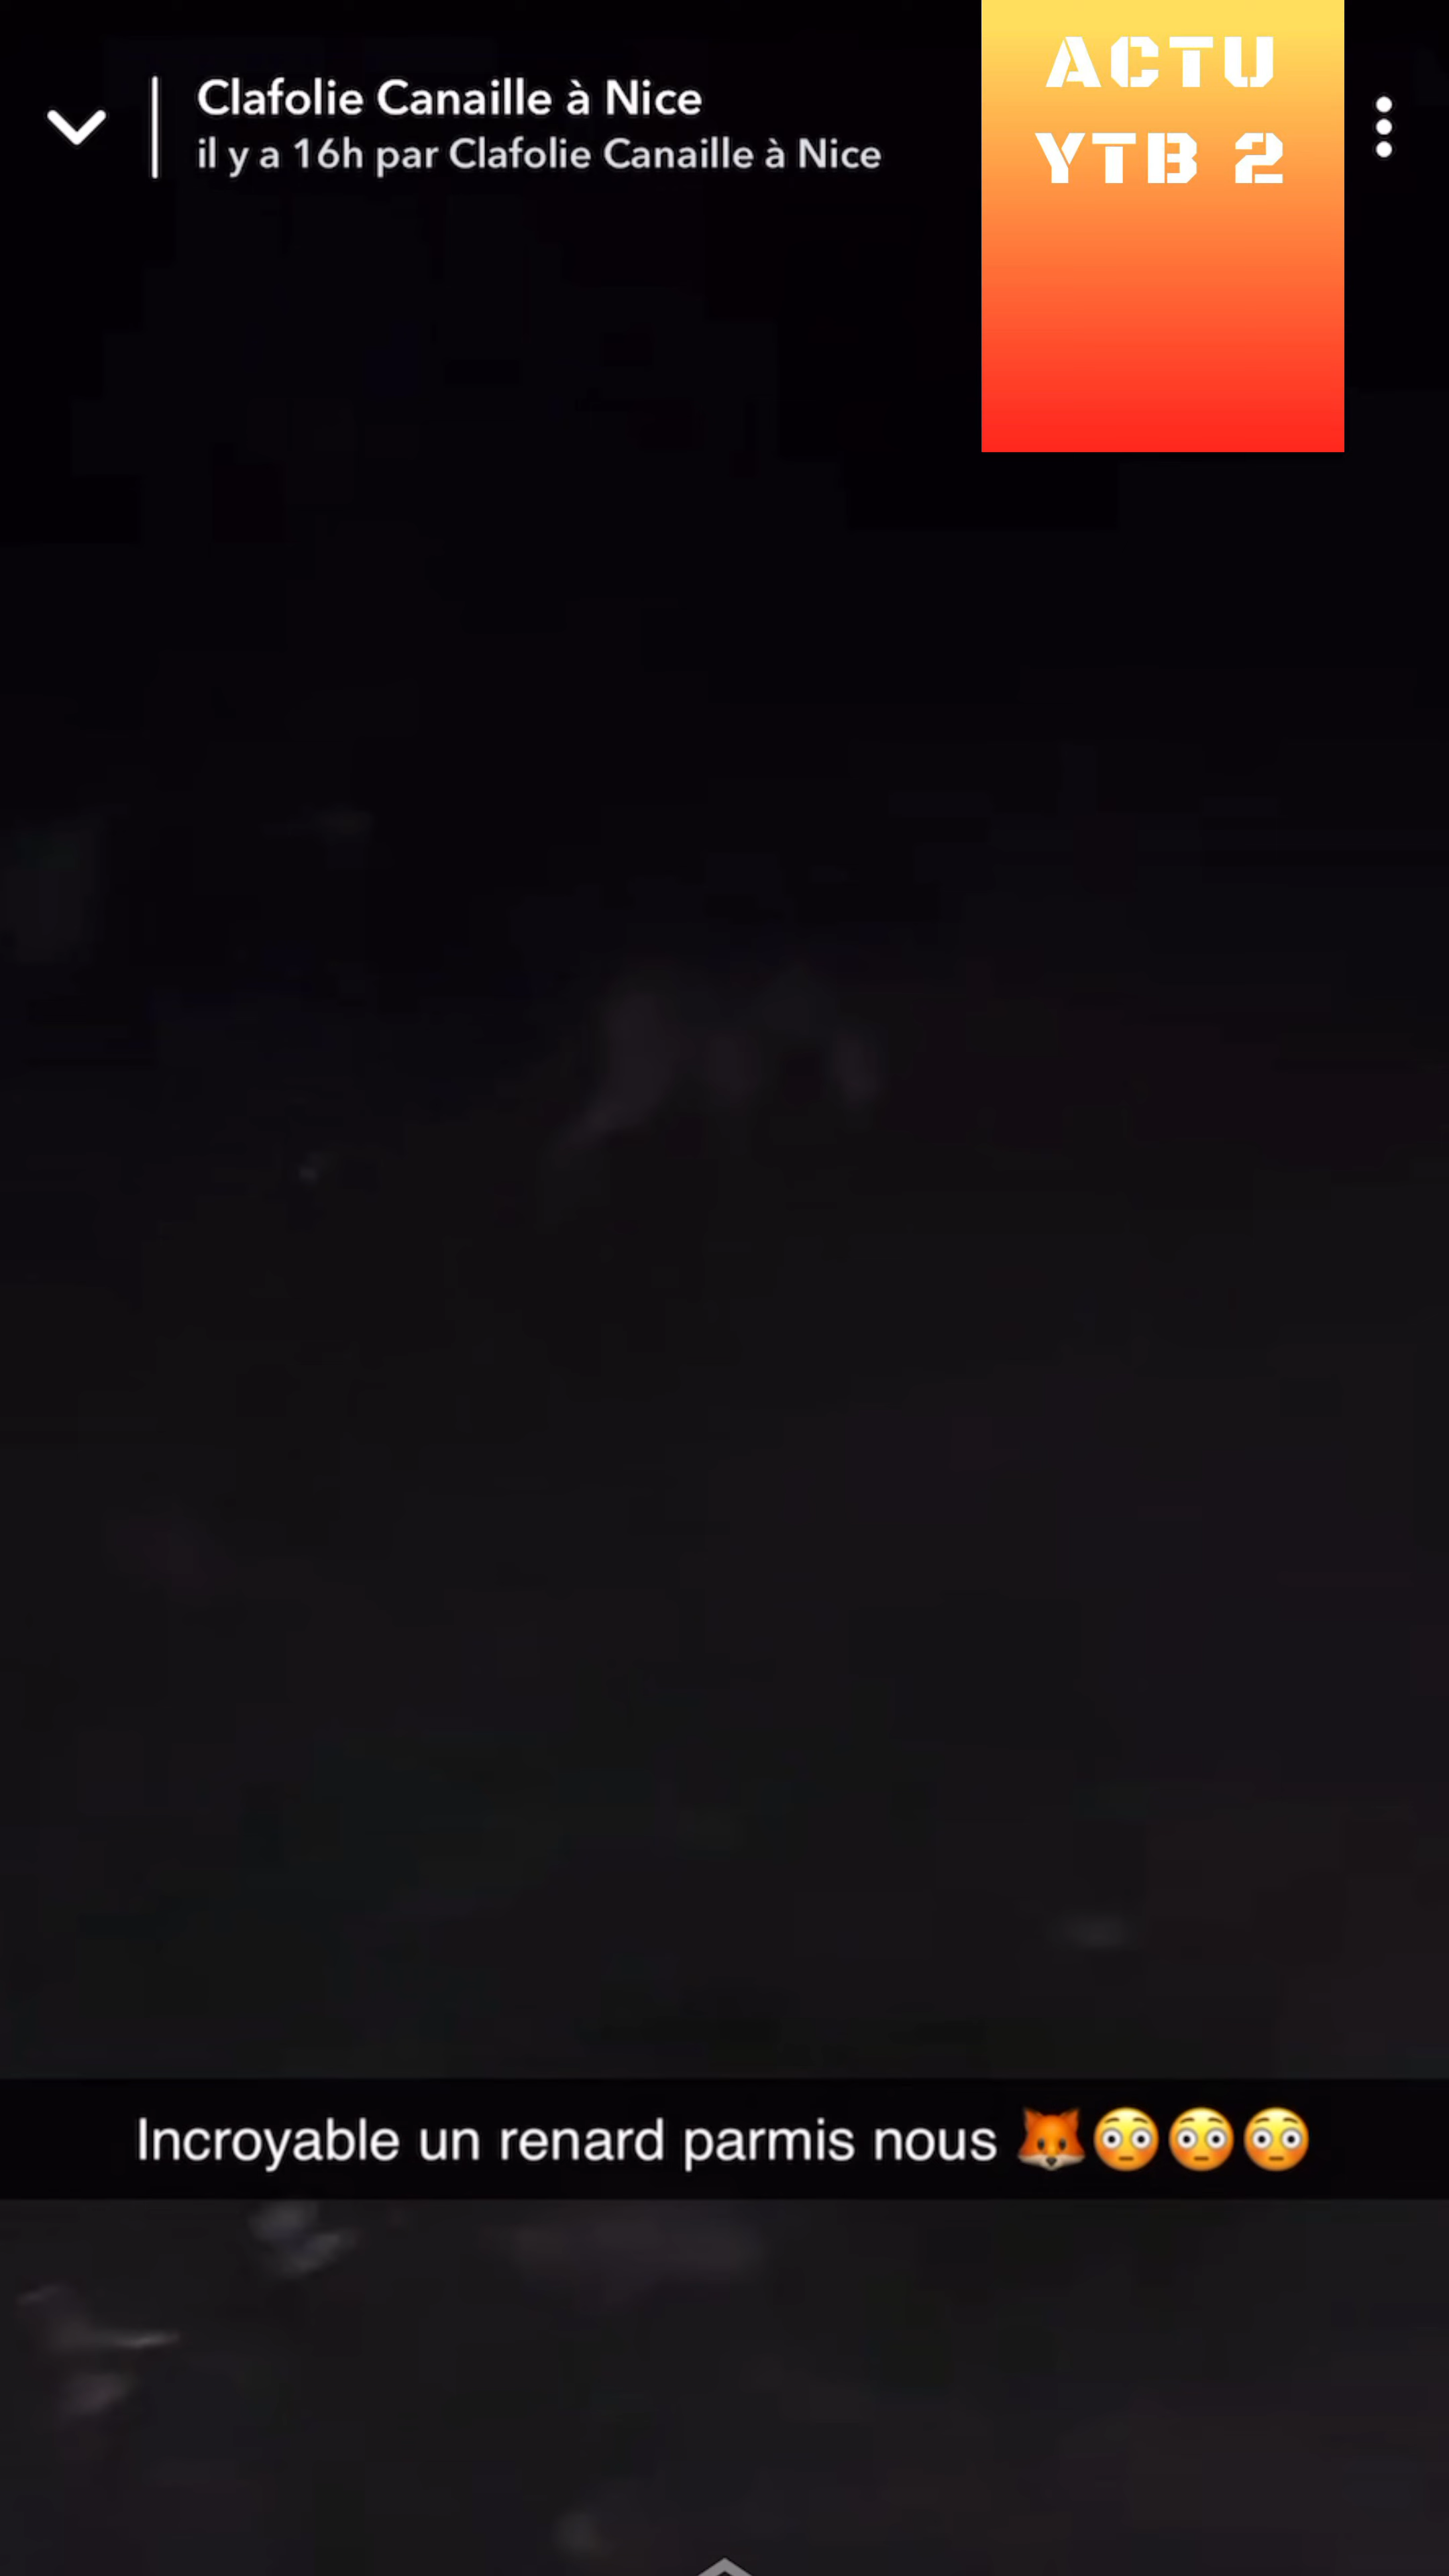 Clafolie Canaille à Nice
il y a 16h par Clafolie Canaille à Nice
ACTU
YTB 2
Incroyable un renard parmis nous 🦊😳😳😳